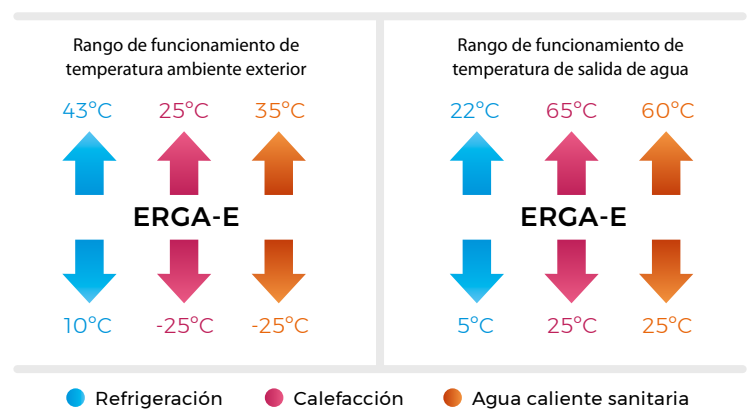 Rango de funcionamiento de
temperatura ambiente exterior
43°C 25°C 35°C
ERGA-E
10°C -25°C -25°C
Rango de funcionamiento de
temperatura de salida de agua
22°C 65°C 60°C
ERGA-E
5°C 25°C 25°C
Refrigeración Calefacción Agua caliente sanitaria